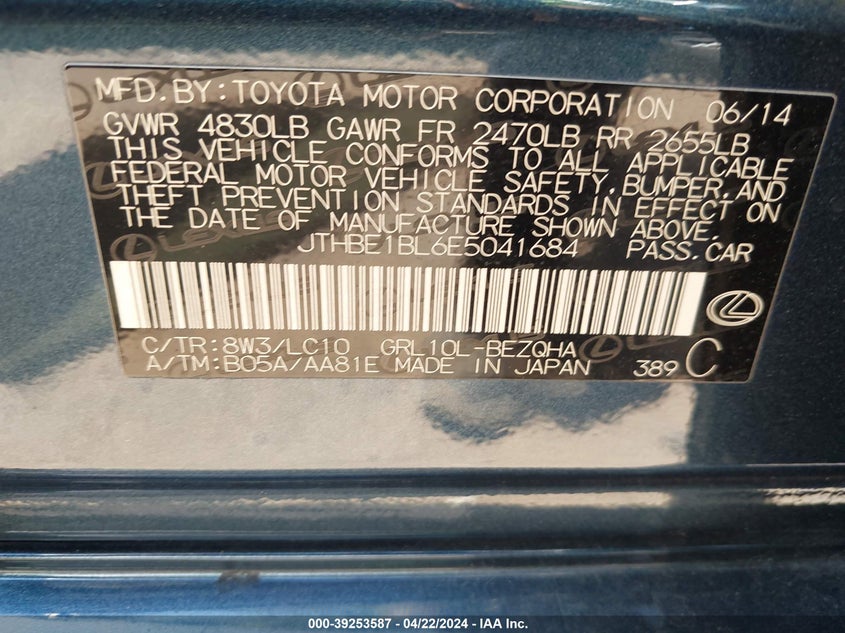 MFD.BY:TOYOTA MOTOR CORPORATION 06/14
GVWR 4830LB GAWR FR 2470LB RR 2655LB
THIS VEHICLE CONFORMS TO ALL APPLICABLE
FEDERAL MOTOR VEHICLE SAFETY,BUMPER,AND
THEFT PREVENTION STANDARDS IN EFFECT ON
THE DATE OF MANUFACTURE SHOWN ABOVE.
JTHBE1BL6E5041684 PASS.CAR
C/TR:8W3/LC10 GRL10L-BEZQHA
A/TM:B05A/AA81E MADE IN JAPAN 389 C
000-39253587 - 04/22/2024 - IAA Inc.